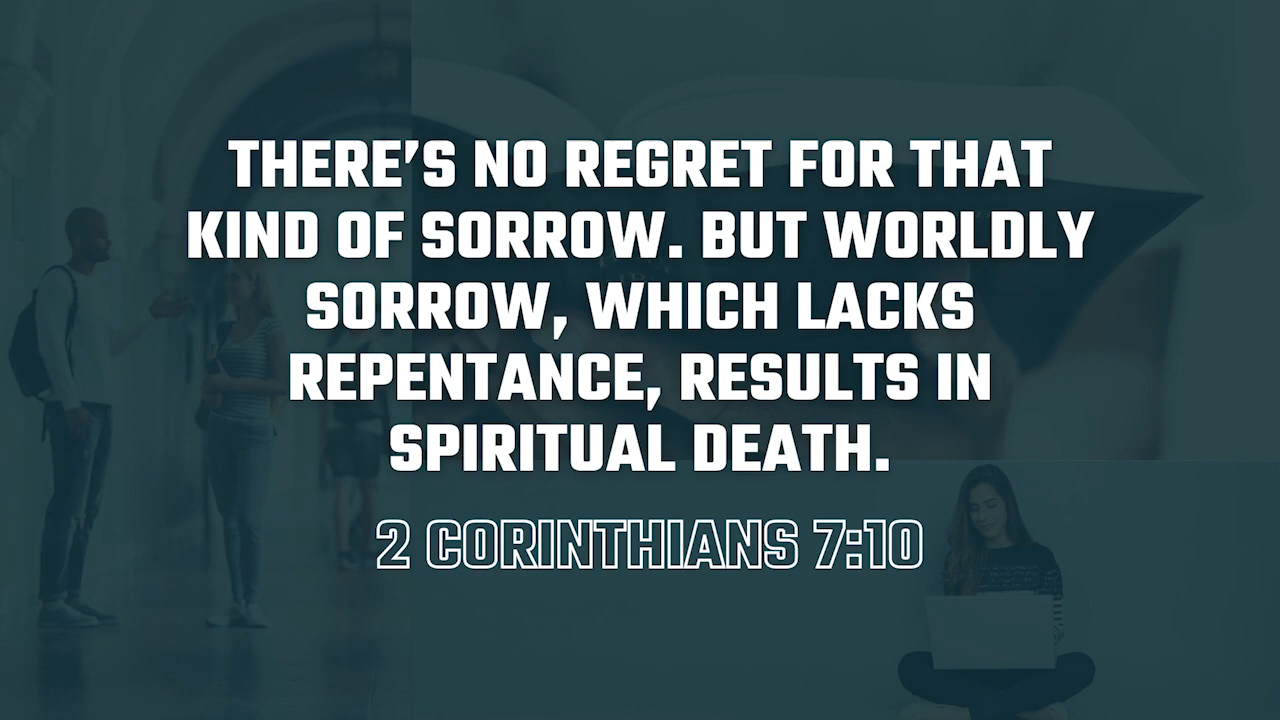 THERE’S NO REGRET FOR THAT
KIND OF SORROW. BUT WORLDLY
SORROW, WHICH LACKS
REPENTANCE, RESULTS IN
SPIRITUAL DEATH.
2 CORINTHIANS 7:10